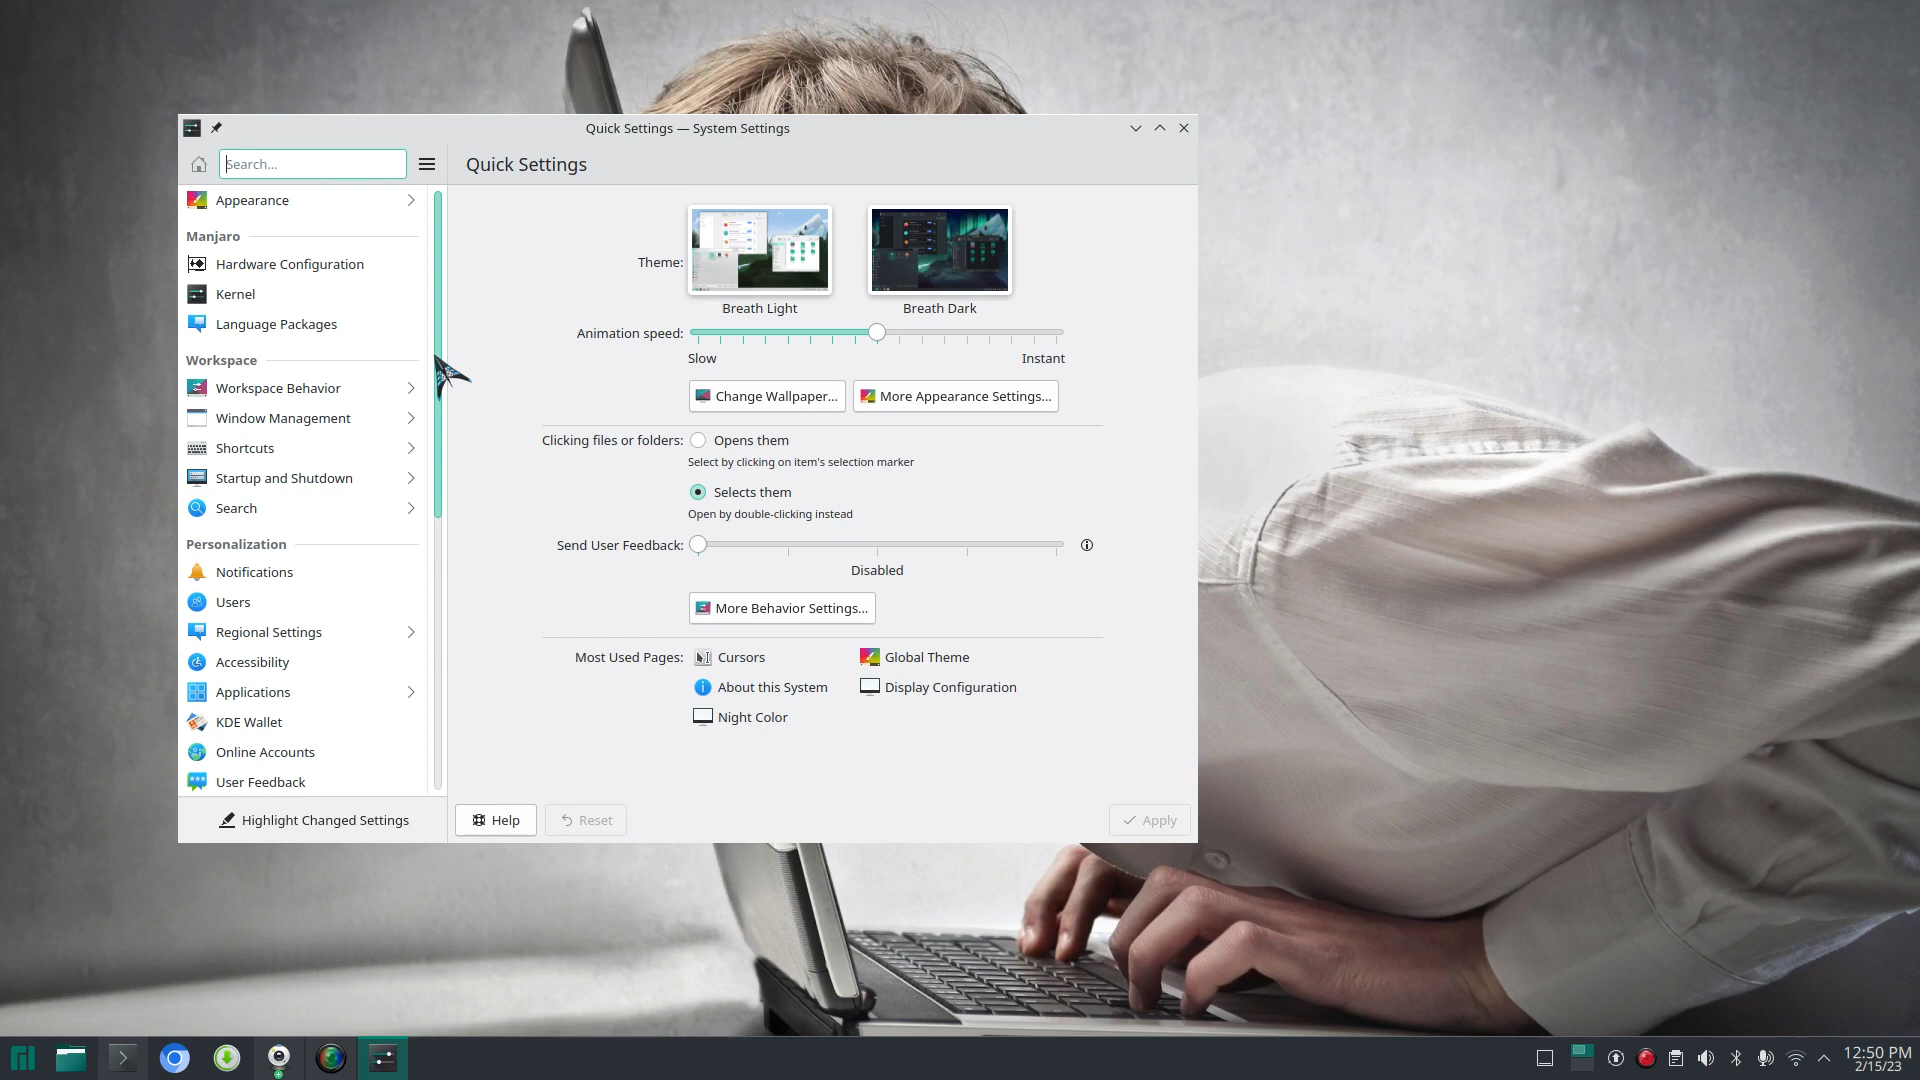 Quick Settings — System Settings
Search...
Quick Settings
Appearance
Manjaro
Hardware Configuration
Kernel
Language Packages
Workspace
Workspace Behavior
Window Management
Shortcuts
Startup and Shutdown
Search
Personalization
Notifications
Users
Regional Settings
Accessibility
Applications
KDE Wallet
Online Accounts
User Feedback
Highlight Changed Settings
Theme:
Breath Light Breath Dark
Animation speed:
Slow Instant
Change Wallpaper... More Appearance Settings...
Clicking files or folders: Opens them
Select by clicking on item's selection marker
Selects them
Open by double-clicking instead
Send User Feedback:
Disabled
More Behavior Settings...
Most Used Pages: Cursors Global Theme
About this System Display Configuration
Night Color
Help Reset Apply
12:50 PM
2/15/23